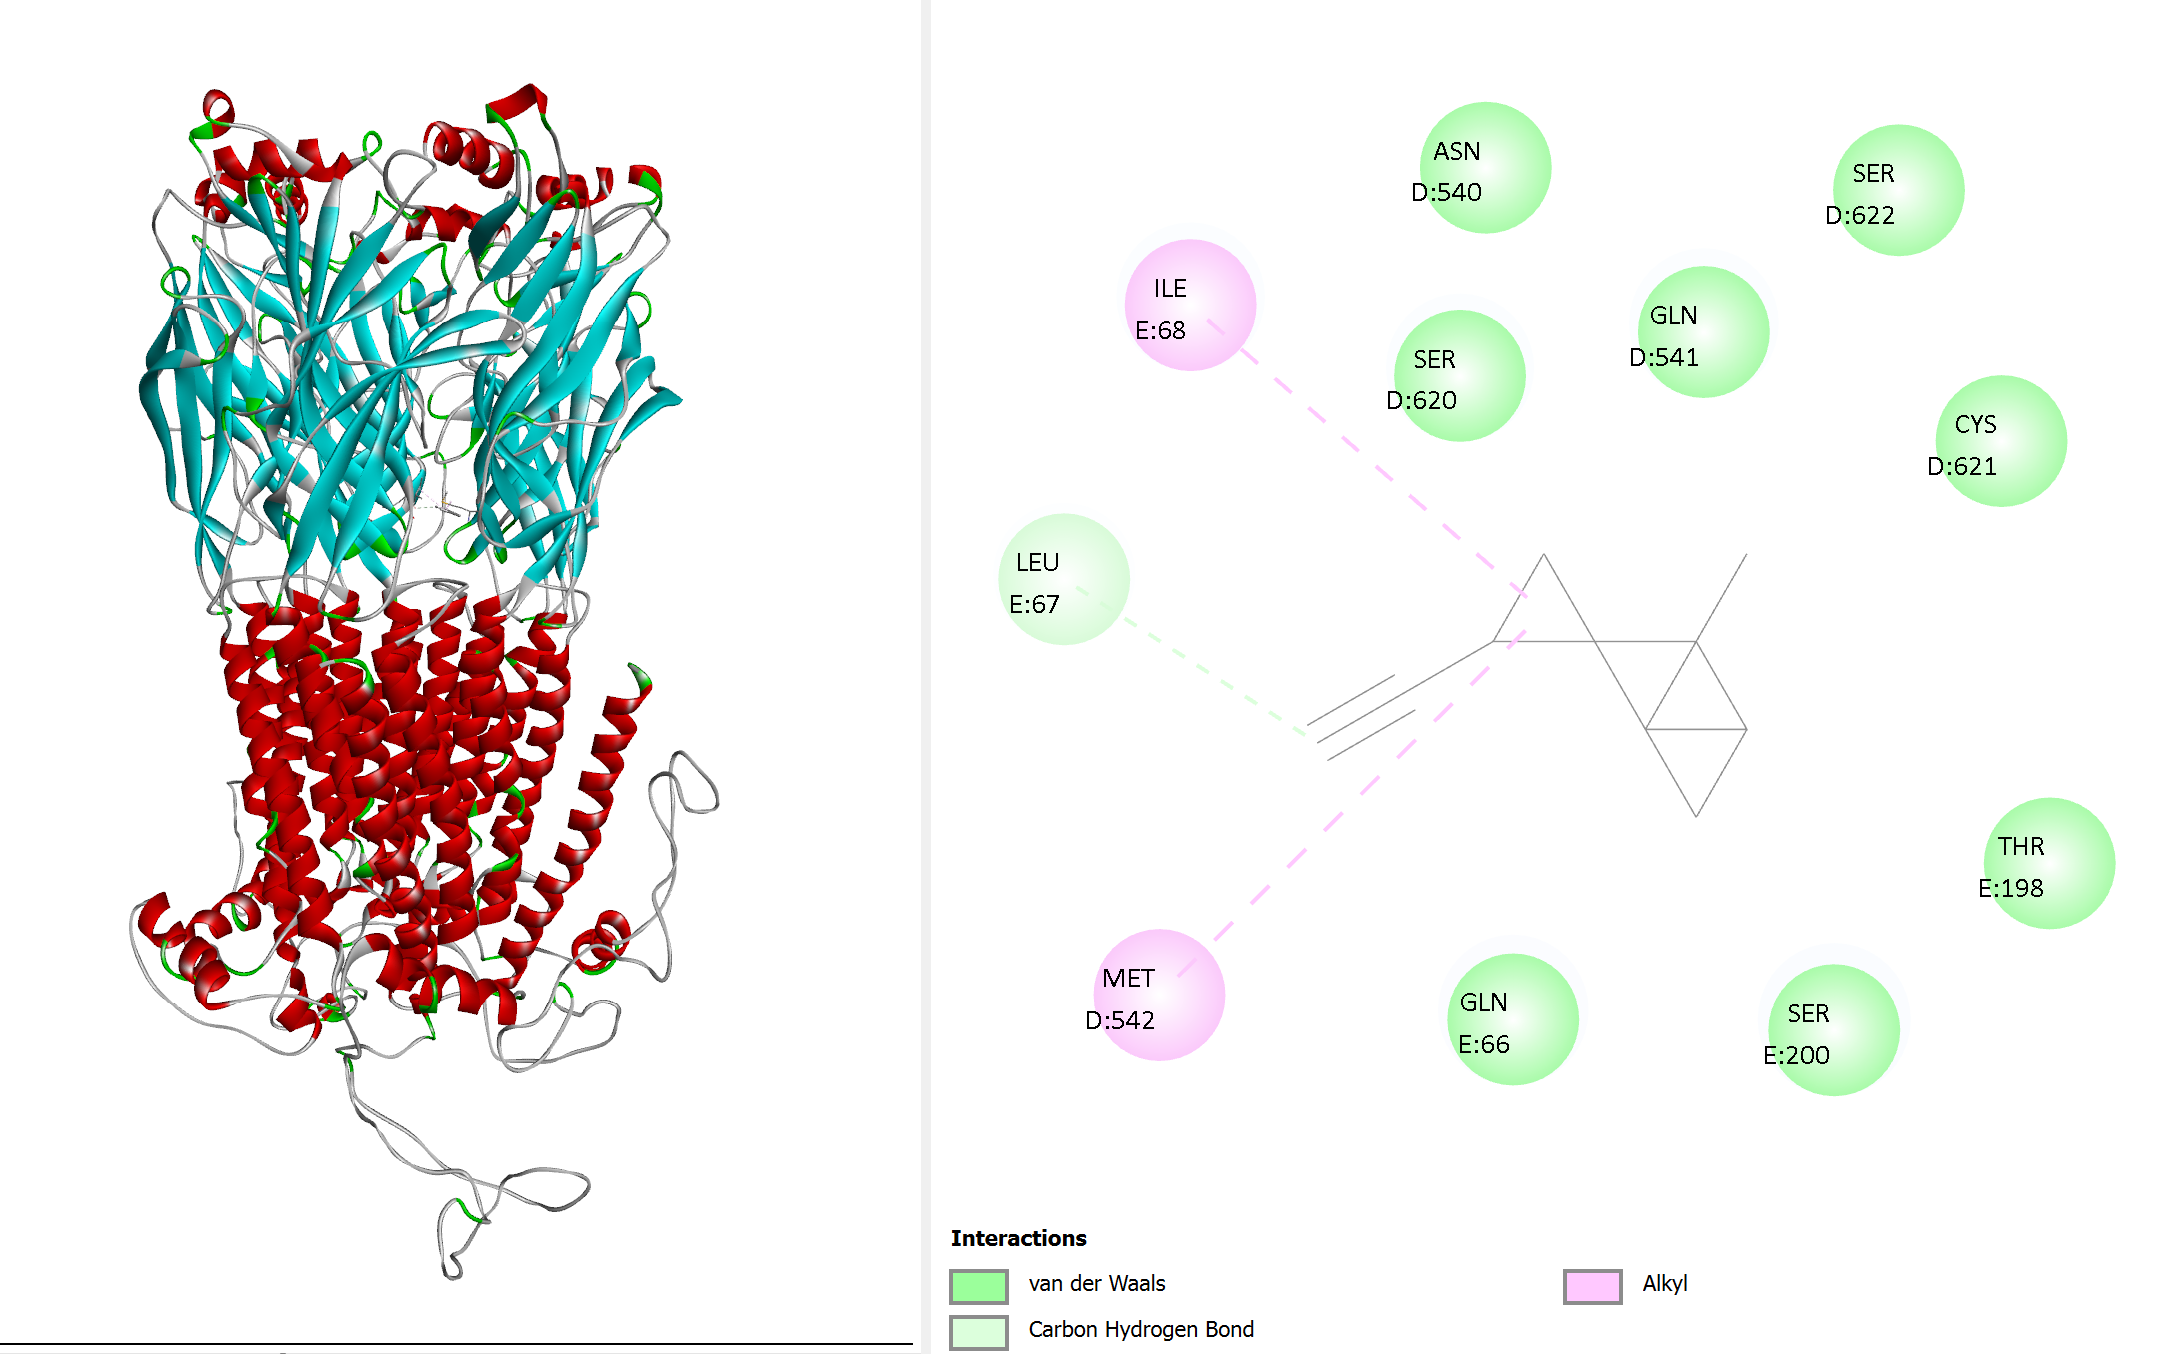 ASN
D:540
SER
D:622
ILE
E:68
GLN
D:541
SER
D:620
CYS
D:621
LEU
E:67
THR
E:198
MET
D:542
GLN
E:66
SER
E:200
Interactions
van der Waals
Carbon Hydrogen Bond
Alkyl